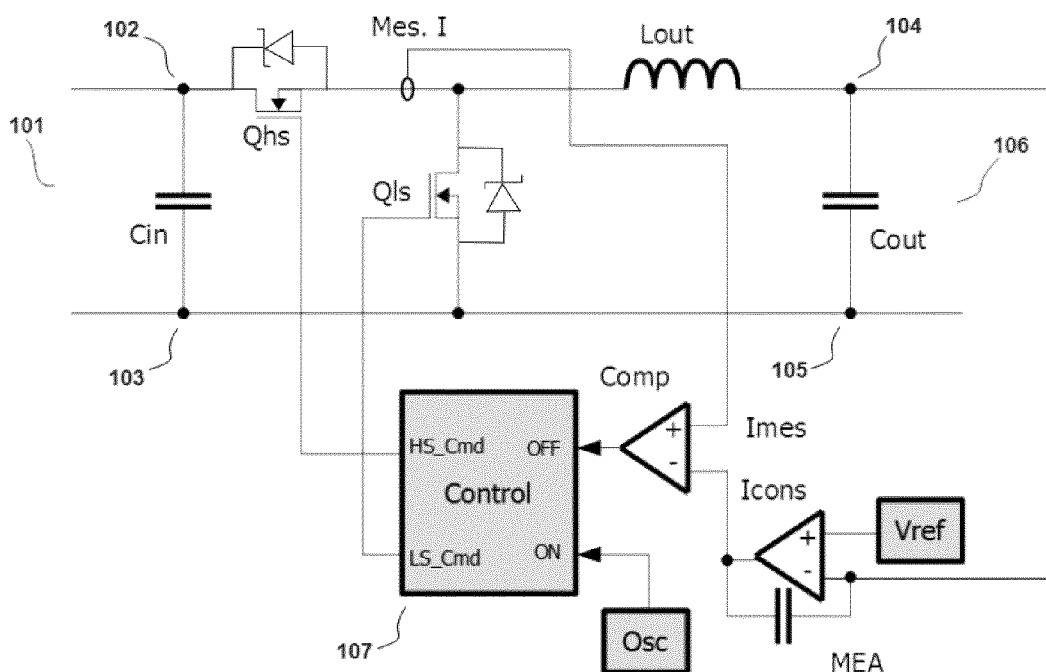 102
Mes. I
Lout
104
101
Qhs
106
Qls
Cin
Cout
103
105
Comp
HS_Cmd
OFF
+
-
Imes
Control
Icons
Vref
+
-
LS_Cmd
ON
107
Osc
MEA